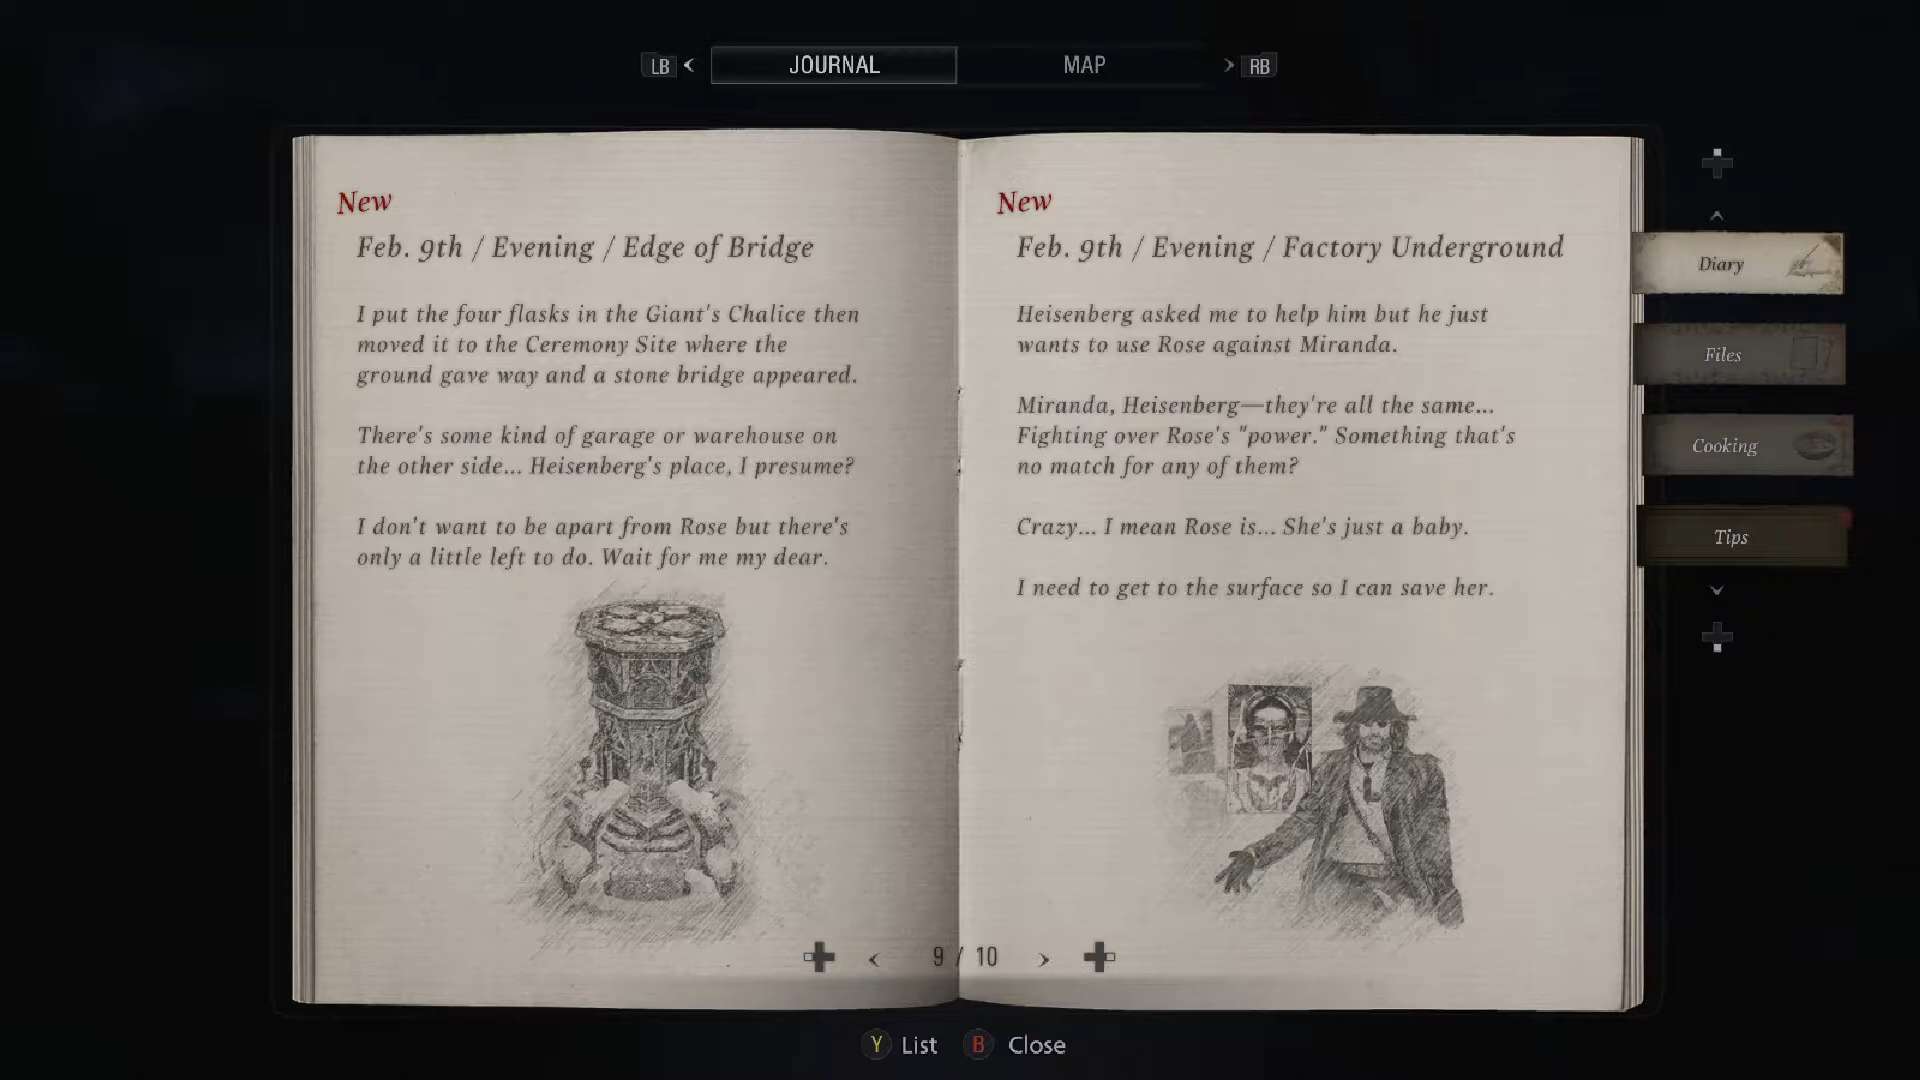 LB < JOURNAL MAP > RB
New
Feb. 9th / Evening / Edge of Bridge
I put the four flasks in the Giant's Chalice then
moved it to the Ceremony Site where the
ground gave way and a stone bridge appeared.
There's some kind of garage or warehouse on
the other side... Heisenberg's place, I presume?
I don't want to be apart from Rose but there's
only a little left to do. Wait for me my dear.
New
Feb. 9th / Evening / Factory Underground
Heisenberg asked me to help him but he just
wants to use Rose against Miranda.
Miranda, Heisenberg—they're all the same...
Fighting over Rose's "power." Something that's
no match for any of them?
Crazy... I mean Rose is... She's just a baby.
I need to get to the surface so I can save her.
Diary
Files
Cooking
Tips
< 9 / 10 >
Y List B Close